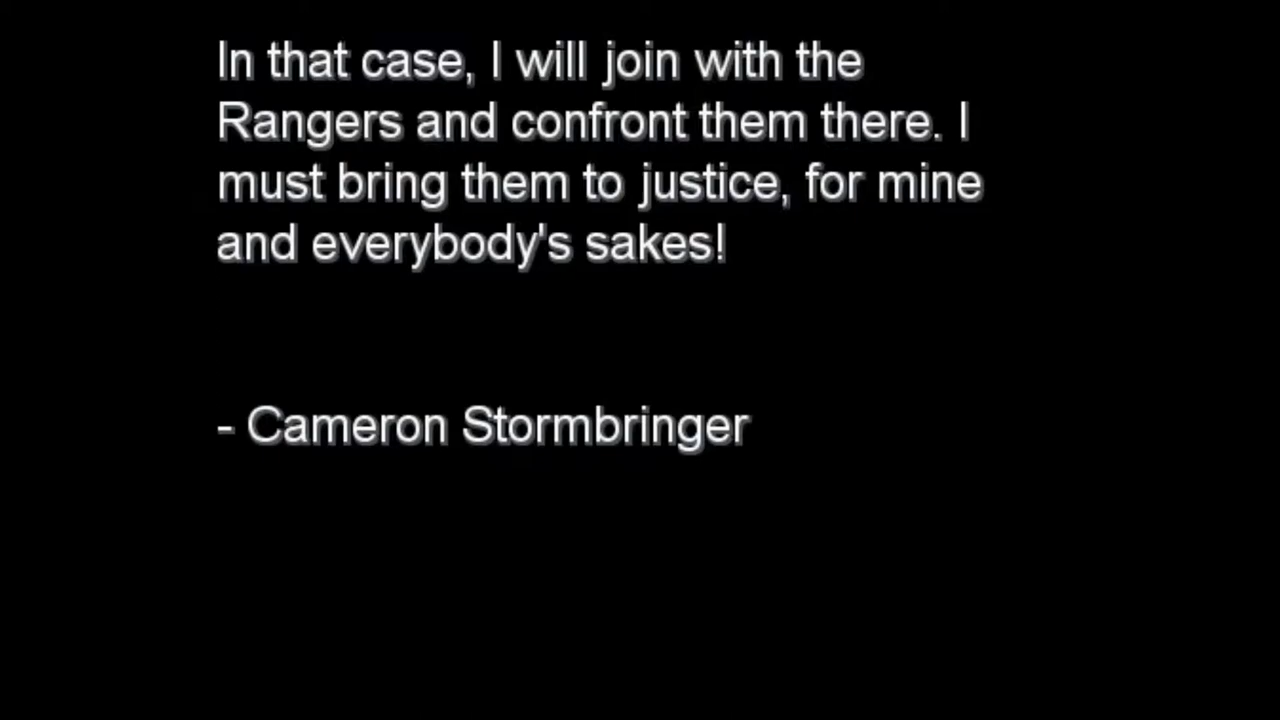 In that case, I will join with the
Rangers and confront them there. I
must bring them to justice, for mine
and everybody's sakes!
- Cameron Stormbringer